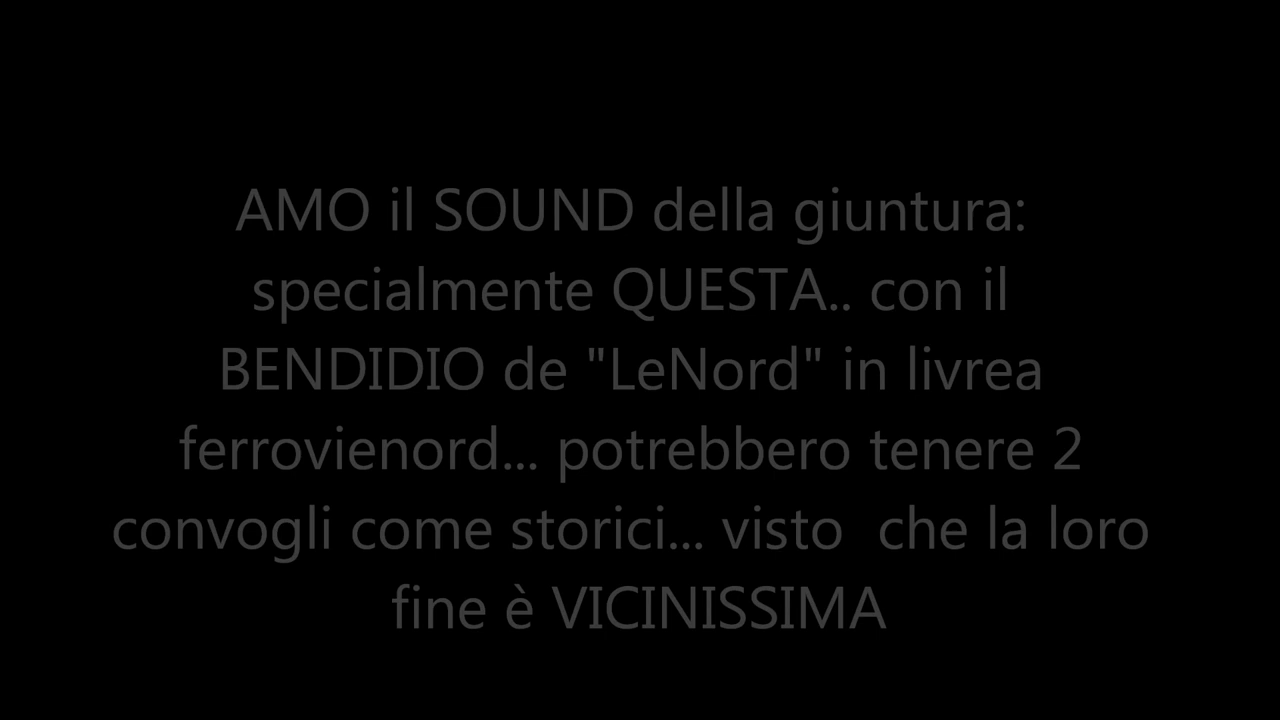 AMO il SOUND della giuntura:
specialmente QUESTA.. con il
BENDIDIO de "LeNord" in livrea
ferrovienord... potrebbero tenere 2
convogli come storici... visto  che la loro
fine è VICINISSIMA